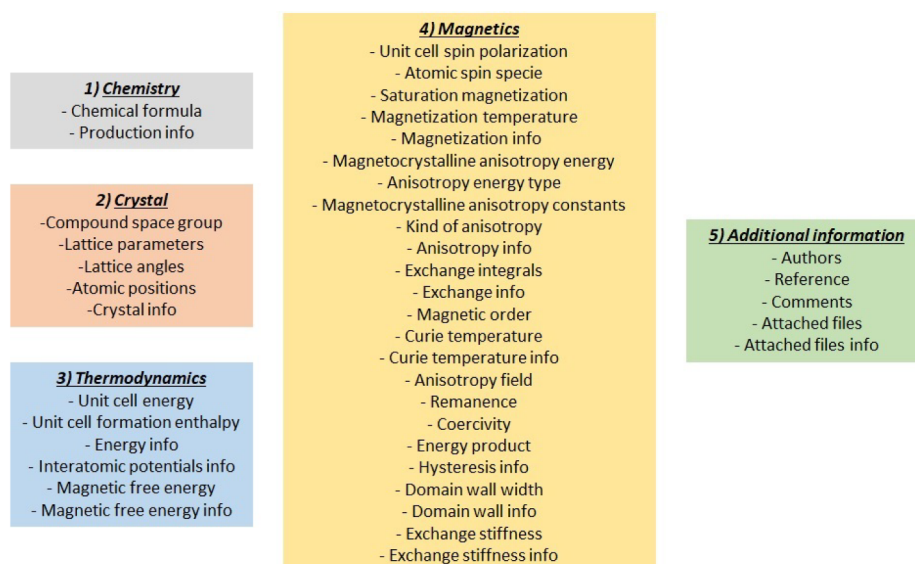 1) Chemistry
- Chemical formula
- Production info
2) Crystal
-Compound space group
-Lattice parameters
-Lattice angles
-Atomic positions
-Crystal info
3) Thermodynamics
- Unit cell energy
- Unit cell formation enthalpy
- Energy info
- Interatomic potentials info
- Magnetic free energy
- Magnetic free energy info
4) Magnetics
- Unit cell spin polarization
- Atomic spin specie
- Saturation magnetization
- Magnetization temperature
- Magnetization info
- Magnetocrystalline anisotropy energy
- Anisotropy energy type
- Magnetocrystalline anisotropy constants
- Kind of anisotropy
- Anisotropy info
- Exchange integrals
- Exchange info
- Magnetic order
- Curie temperature
- Curie temperature info
- Anisotropy field
- Remanence
- Coercivity
- Energy product
- Hysteresis info
- Domain wall width
- Domain wall info
- Exchange stiffness
- Exchange stiffness info
5) Additional information
- Authors
- Reference
- Comments
- Attached files
- Attached files info